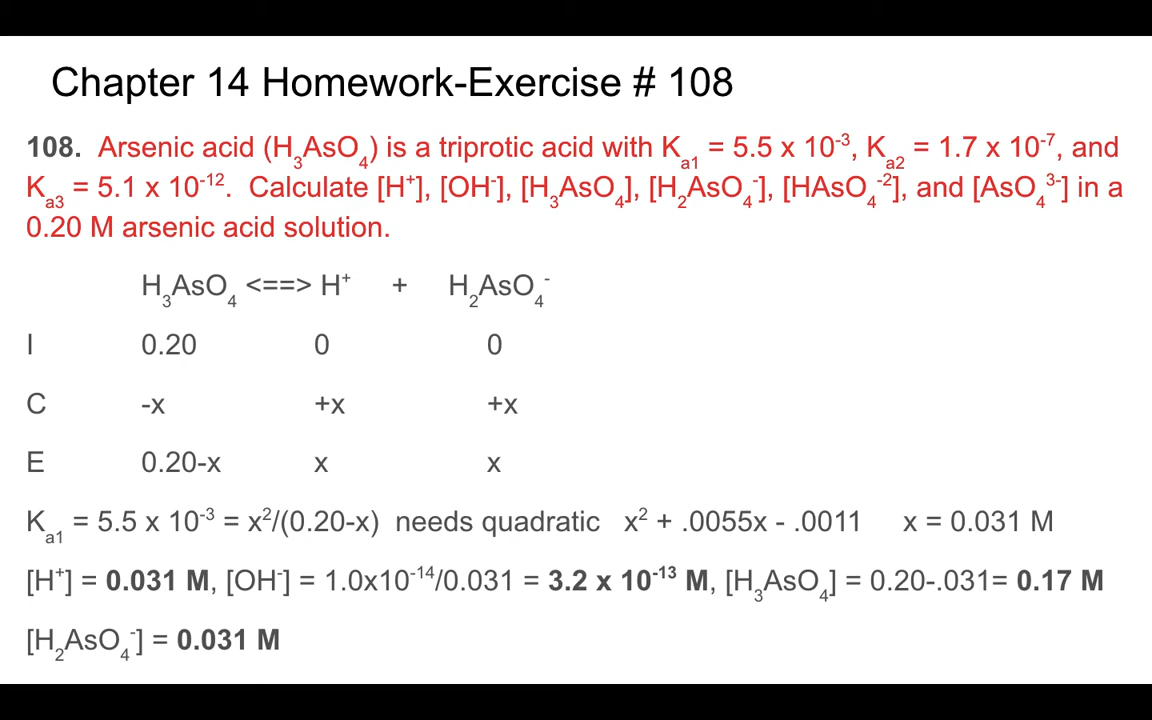 Chapter 14 Homework-Exercise # 108
108. Arsenic acid (H₃AsO₄) is a triprotic acid with Kₐ₁ = 5.5 x 10⁻³, Kₐ₂ = 1.7 x 10⁻⁷, and
Kₐ₃ = 5.1 x 10⁻¹². Calculate [H⁺], [OH⁻], [H₃AsO₄], [H₂AsO₄⁻], [HAsO₄⁻²], and [AsO₄³⁻] in a
0.20 M arsenic acid solution.
H₃AsO₄ <==> H⁺ + H₂AsO₄⁻
I 0.20 0 0
C -x +x +x
E 0.20-x x x
Kₐ₁ = 5.5 x 10⁻³ = x²/(0.20-x) needs quadratic x² + .0055x - .0011 x = 0.031 M
[H⁺] = 0.031 M, [OH⁻] = 1.0x10⁻¹⁴/0.031 = 3.2 x 10⁻¹³ M, [H₃AsO₄] = 0.20-.031= 0.17 M
[H₂AsO₄⁻] = 0.031 M